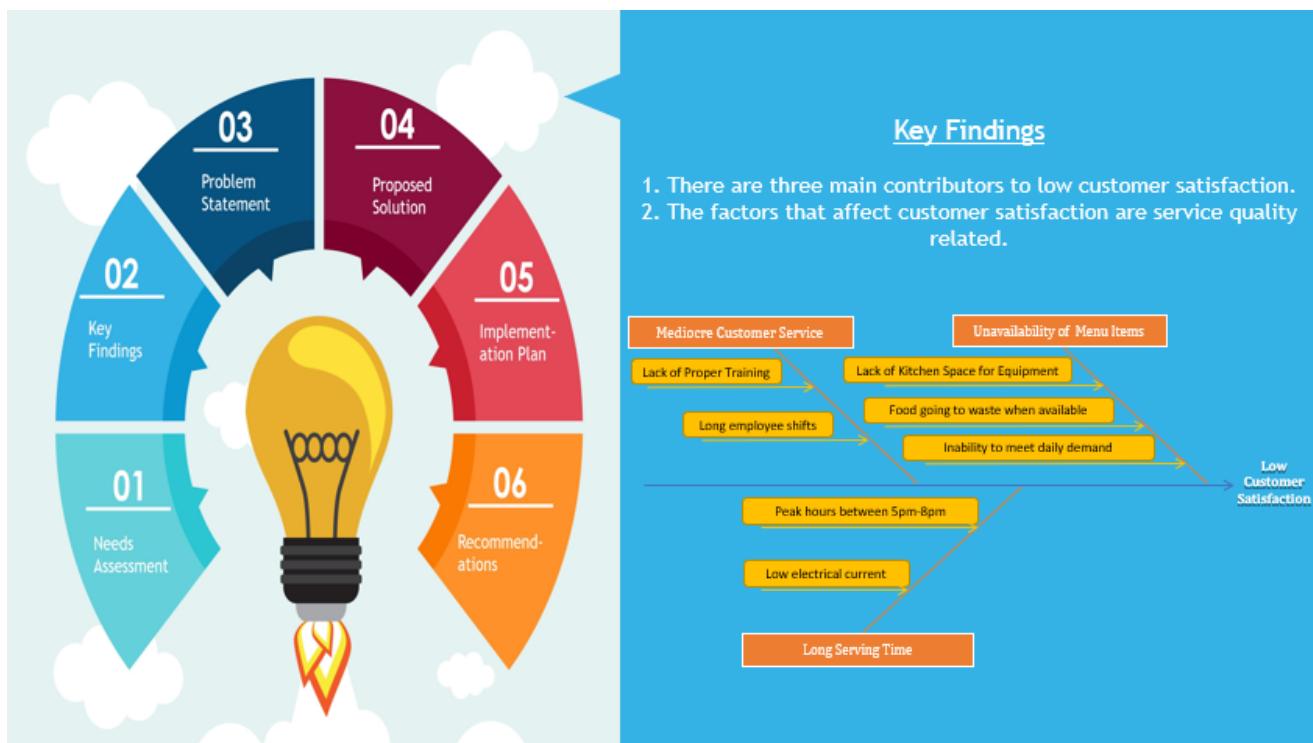 03
Problem
Statement
04
Proposed
Solution
02
Key
Findings
05
Implement-
ation Plan
01
Needs
Assessment
06
Recommend-
ations
Key Findings
1. There are three main contributors to low customer satisfaction.
2. The factors that affect customer satisfaction are service quality
related.
Mediocre Customer Service
Unavailability of Menu Items
Lack of Proper Training
Lack of Kitchen Space for Equipment
Long employee shifts
Food going to waste when available
Inability to meet daily demand
Low
Customer
Satisfaction
Peak hours between 5pm-8pm
Low electrical current
Long Serving Time